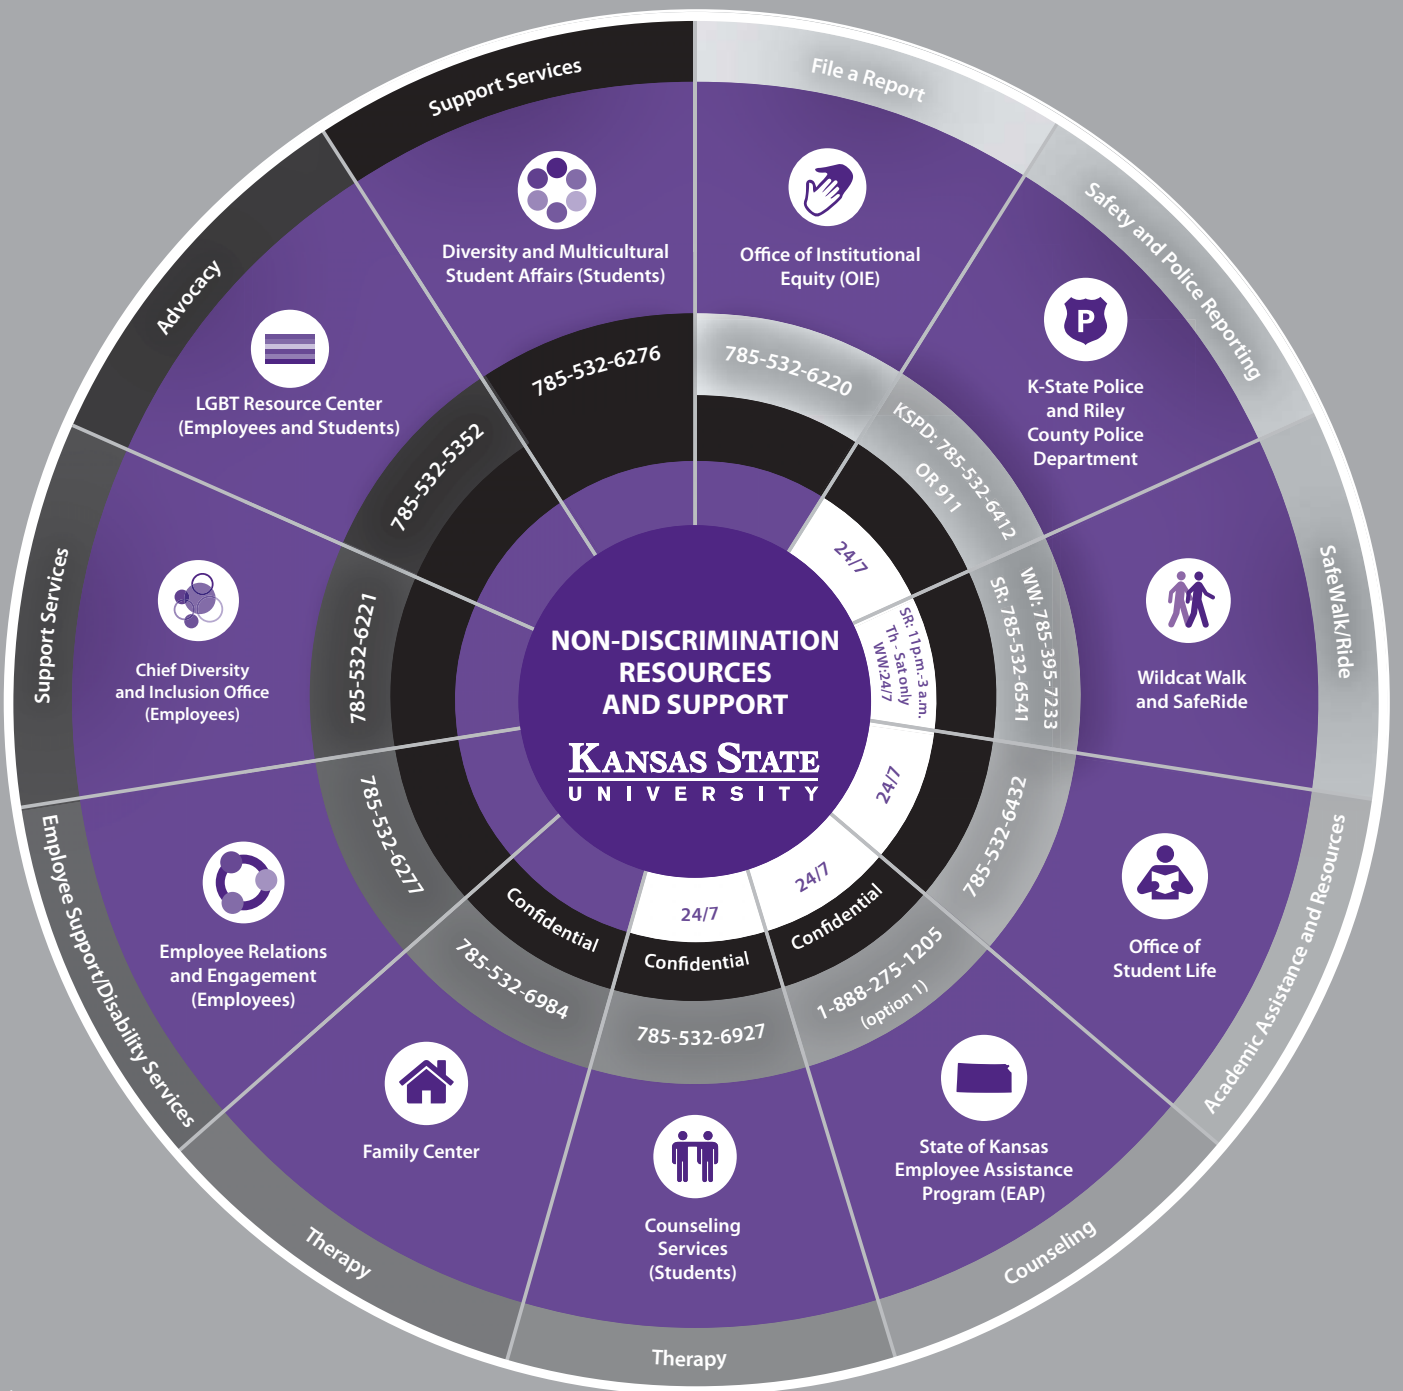 NON-DISCRIMINATION
RESOURCES
AND SUPPORT
KANSAS STATE
UNIVERSITY
File a Report
Office of Institutional
Equity (OIE)
785-532-6220
Safety and Police Reporting
P
K-State Police
and Riley
County Police
Department
KSPD: 785-532-6412
OR 911
24/7
SafeWalk/Ride
Wildcat Walk
and SafeRide
WW: 785-395-7233
SR: 785-532-6541
SR: 11p.m.-3 a.m.
Th - Sat only
WW:24/7
Academic Assistance and Resources
Office of
Student Life
785-532-6432
24/7
Counseling
State of Kansas
Employee Assistance
Program (EAP)
1-888-275-1205
(option 1)
Confidential
24/7
Therapy
Counseling
Services
(Students)
785-532-6927
Confidential
24/7
Therapy
Family Center
785-532-6984
Confidential
Employee Support/Disability Services
Employee Relations
and Engagement
(Employees)
785-532-6277
Support Services
Chief Diversity
and Inclusion Office
(Employees)
785-532-6221
Advocacy
LGBT Resource Center
(Employees and Students)
785-532-5352
Support Services
Diversity and Multicultural
Student Affairs (Students)
785-532-6276